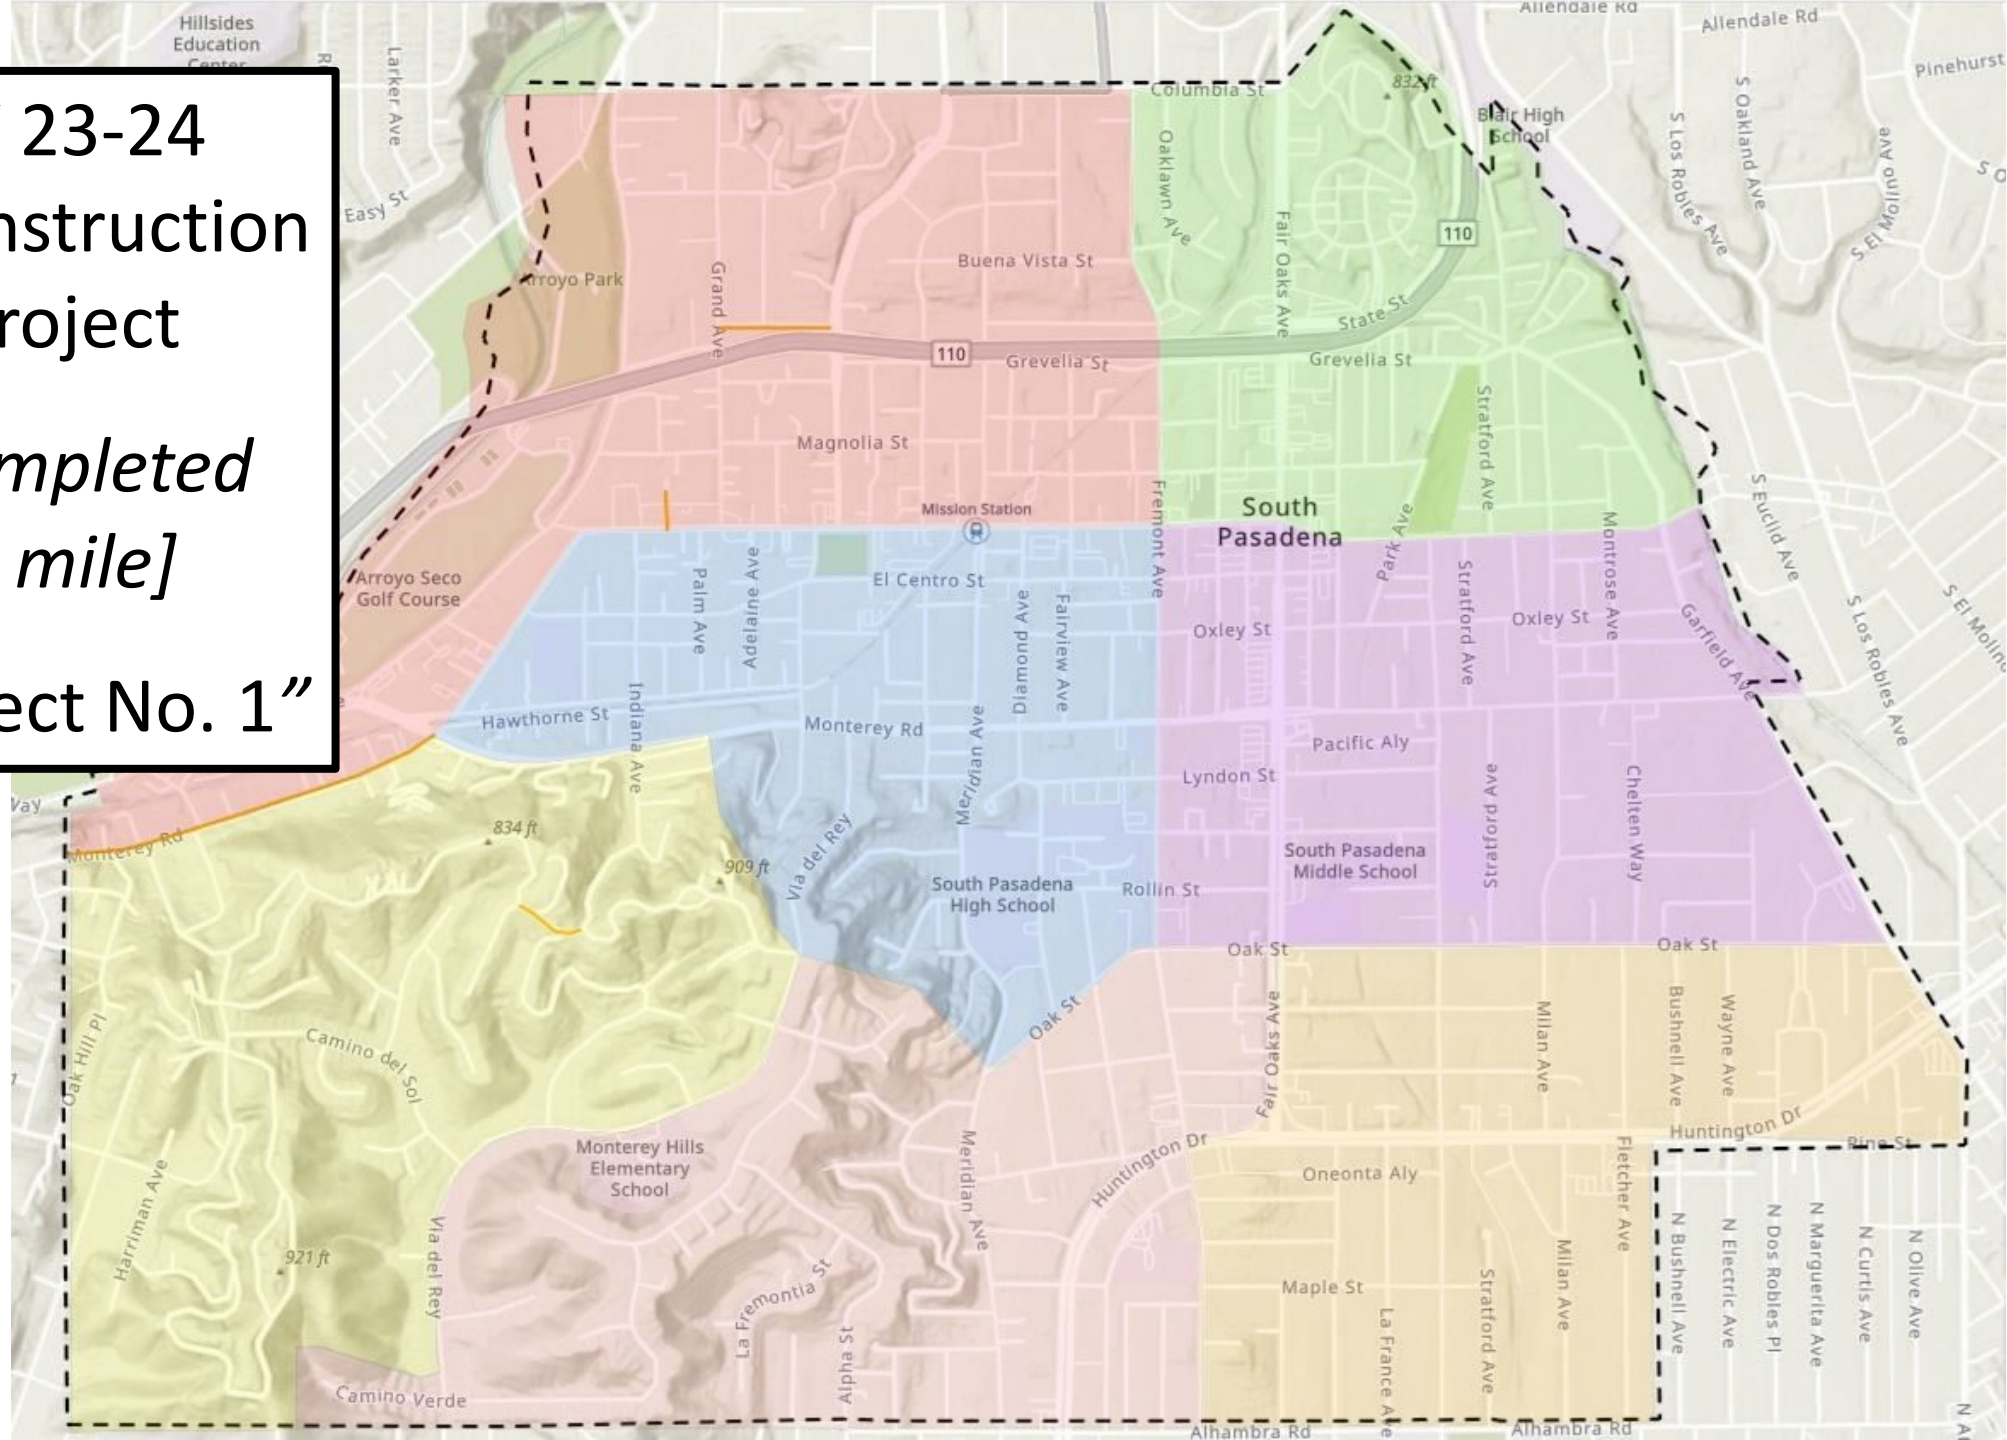 23-24
nstruction
roject
mpleted
mile]
ect No. 1”
Hillsides
Education
Center
Larker Ave
Easy St
Arroyo Park
Allendale Rd
Allendale Rd
Pinehurst
Columbia St
832 ft
Blair High
School
S Los Robles Ave
S Oakland Ave
S El Molino Ave
Oaklawn Ave
Fair Oaks Ave
110
Buena Vista St
Grand Ave
State St
110
Grevelia St
Grevelia St
Stratford Ave
Magnolia St
Mission Station
Fremont Ave
South
Pasadena
Park Ave
Montrose Ave
S Euclid Ave
Arroyo Seco
Golf Course
Palm Ave
Adelaine Ave
El Centro St
Diamond Ave
Fairview Ave
Oxley St
Stratford Ave
Oxley St
Garfield Ave
S Los Robles Ave
S El Molino
Indiana Ave
Hawthorne St
Monterey Rd
Meridian Ave
Pacific Aly
Lyndon St
Stratford Ave
Chelten Way
Way
Monterey Rd
834 ft
909 ft
Via del Rey
South Pasadena
High School
Rollin St
South Pasadena
Middle School
Oak St
Oak St
Oak St
Oak Hill Pl
Camino del Sol
Fair Oaks Ave
Milan Ave
Bushnell Ave
Wayne Ave
Huntington Dr
Pine St
Monterey Hills
Elementary
School
Meridian Ave
Huntington Dr
Oneonta Aly
Fletcher Ave
Harriman Ave
921 ft
Via del Rey
La Fremontia St
Alpha St
Maple St
La France Ave
Stratford Ave
Milan Ave
N Bushnell Ave
N Electric Ave
N Dos Robles Pl
N Marguerita Ave
N Curtis Ave
N Olive Ave
Camino Verde
Alhambra Rd
Alhambra Rd